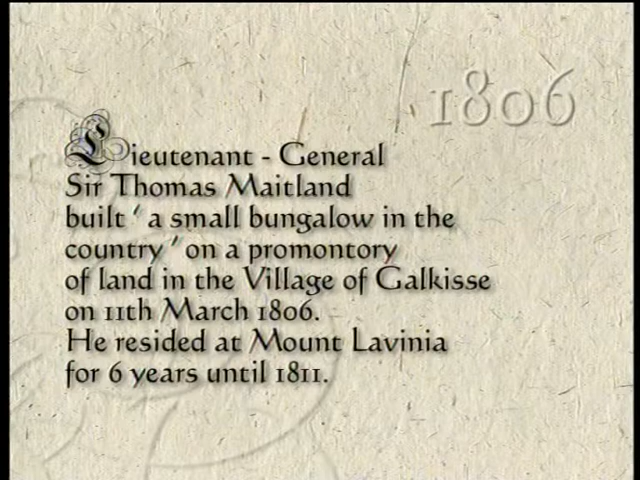 1806
Lieutenant - General
Sir Thomas Maitland
built ' a small bungalow in the
country ' on a promontory
of land in the Village of Galkisse
on 11th March 1806.
He resided at Mount Lavinia
for 6 years until 1811.